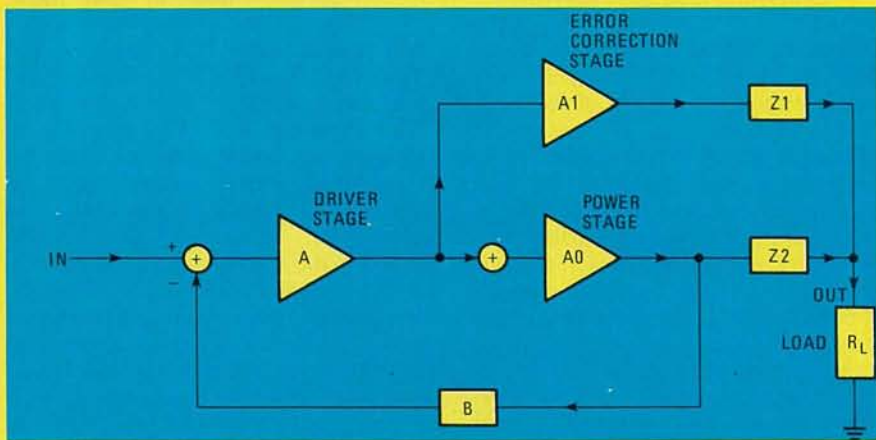 ERROR
CORRECTION
STAGE
A1
Z1
DRIVER
STAGE
POWER
STAGE
IN
+
+
−
A
+
A0
Z2
OUT
LOAD
RL
B